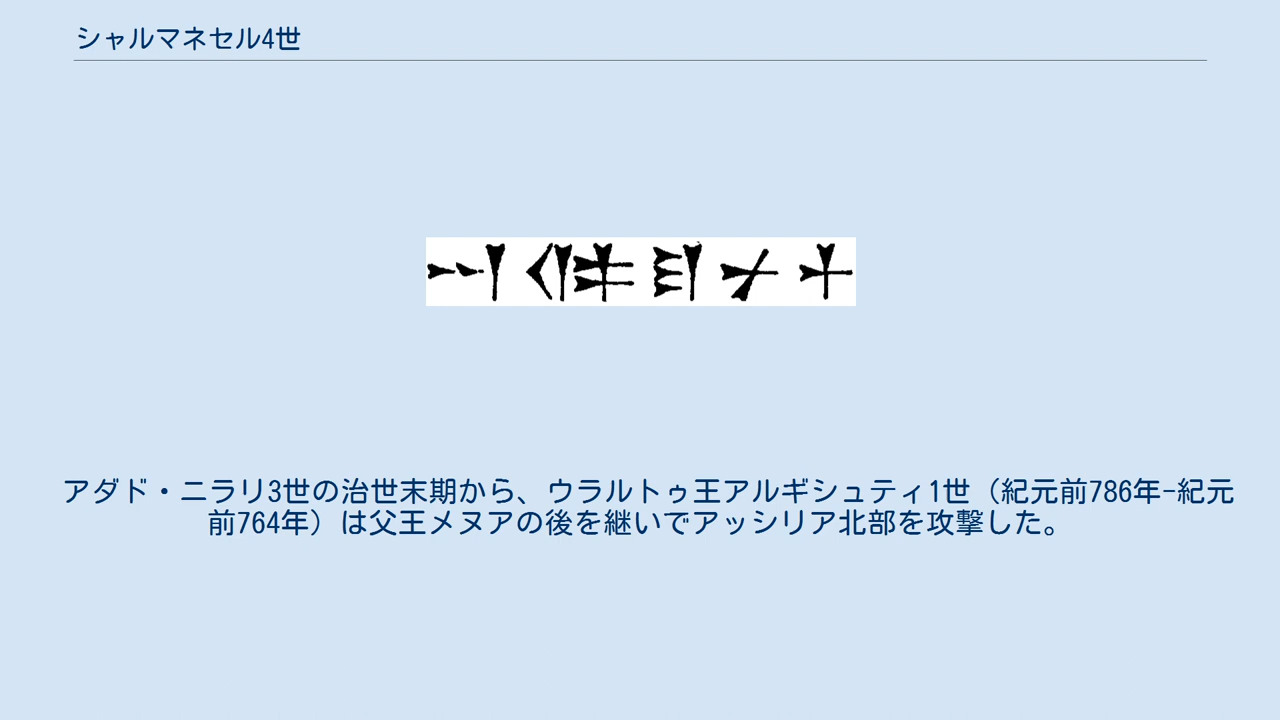 シャルマネセル4世
アダド・ニラリ3世の治世末期から、ウラルトゥ王アルギシュティ1世（紀元前786年-紀元
前764年）は父王メヌアの後を継いでアッシリア北部を攻撃した。